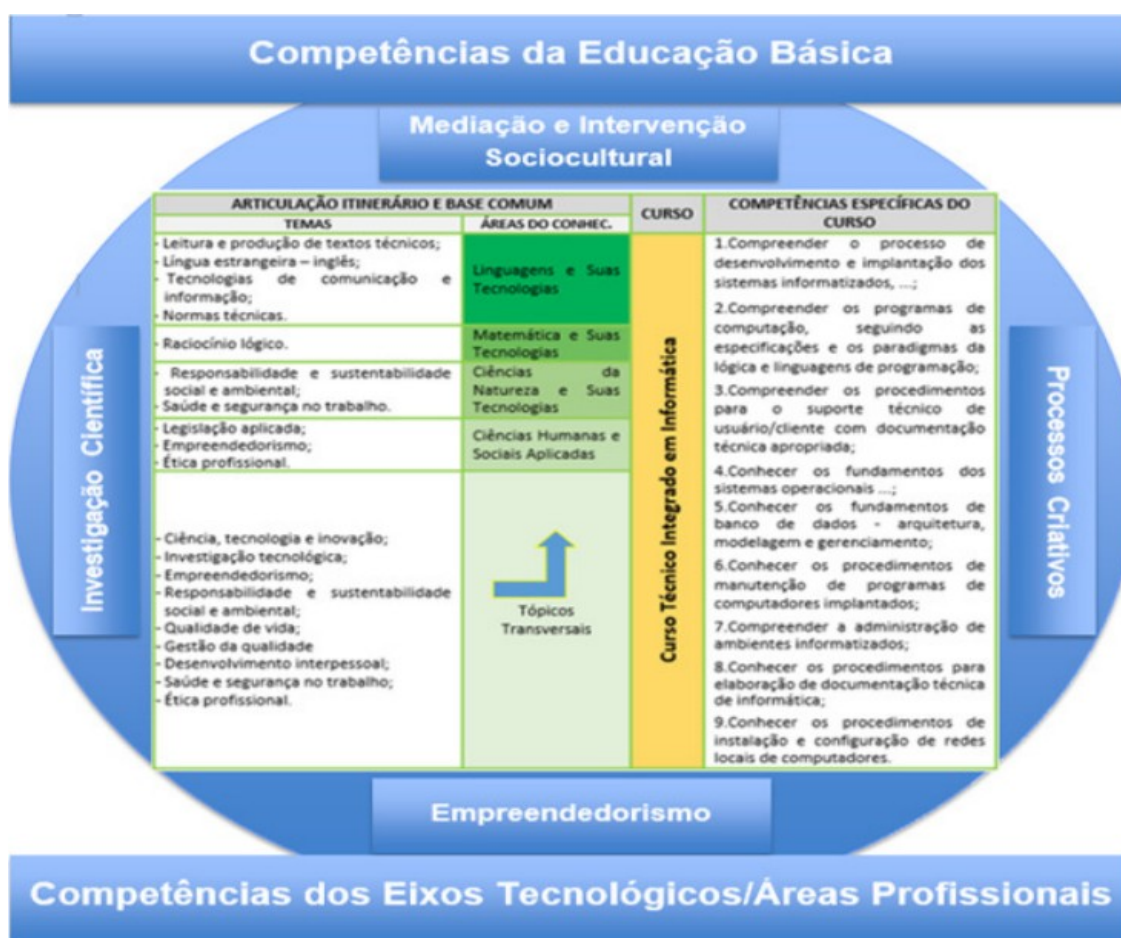 Competências da Educação Básica
Mediação e Intervenção
Sociocultural
Investigação Científica
ARTICULAÇÃO ITINERÁRIO E BASE COMUM
TEMAS
ÁREAS DO CONHEC.
CURSO
COMPETÊNCIAS ESPECÍFICAS DO
CURSO
- Leitura e produção de textos técnicos;
- Língua estrangeira – inglês;
- Tecnologias de comunicação e
informação;
- Normas técnicas.
Linguagens e Suas
Tecnologias
- Raciocínio lógico.
Matemática e Suas
Tecnologias
- Responsabilidade e sustentabilidade
social e ambiental;
- Saúde e segurança no trabalho.
Ciências da
Natureza e Suas
Tecnologias
- Legislação aplicada;
- Empreendedorismo;
- Ética profissional.
Ciências Humanas e
Sociais Aplicadas
- Ciência, tecnologia e inovação;
- Investigação tecnológica;
- Empreendedorismo;
- Responsabilidade e sustentabilidade
social e ambiental;
- Qualidade de vida;
- Gestão da qualidade
- Desenvolvimento interpessoal;
- Saúde e segurança no trabalho;
- Ética profissional.
Tópicos
Transversais
Curso Técnico Integrado em Informática
1.Compreender o processo de
desenvolvimento e implantação dos
sistemas informatizados, ...;
2.Compreender os programas de
computação, seguindo as
especificações e os paradigmas da
lógica e linguagens de programação;
3.Compreender os procedimentos
para o suporte técnico de
usuário/cliente com documentação
técnica apropriada;
4.Conhecer os fundamentos dos
sistemas operacionais ...;
5.Conhecer os fundamentos de
banco de dados - arquitetura,
modelagem e gerenciamento;
6.Conhecer os procedimentos de
manutenção de programas de
computadores implantados;
7.Compreender a administração de
ambientes informatizados;
8.Conhecer os procedimentos para
elaboração de documentação técnica
de informática;
9.Conhecer os procedimentos de
instalação e configuração de redes
locais de computadores.
Processos Criativos
Empreendedorismo
Competências dos Eixos Tecnológicos/Áreas Profissionais